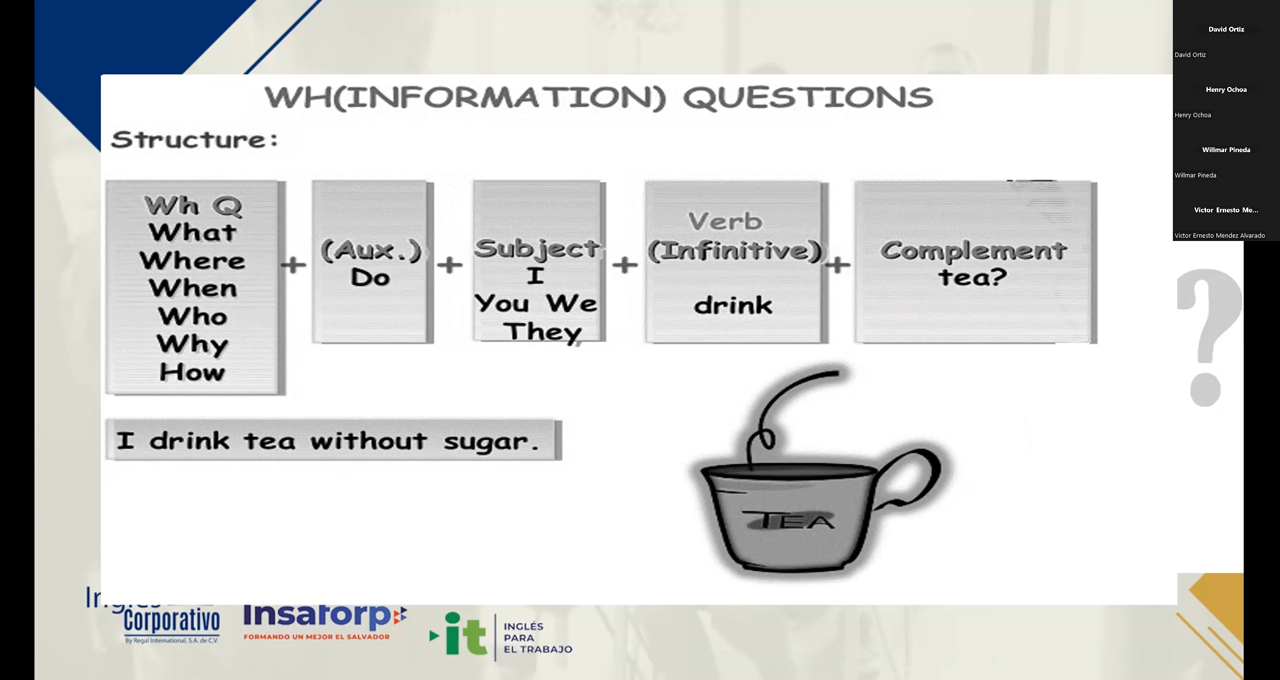 WH(INFORMATION) QUESTIONS
Structure:
Wh Q
What
Where
When
Who
Why
How
+
(Aux.)
Do
+
Subject
I
You We
They
+
Verb
(Infinitive)
drink
+
Complement
tea?
I drink tea without sugar.
TEA
?
David Ortiz
David Ortiz
Henry Ochoa
Henry Ochoa
Willmar Pineda
Willmar Pineda
Victor Ernesto Me...
Victor Ernesto Mendez Alvarado
Corporativo
By Regal International, S.A. de C.V.
Insaforp
FORMANDO UN MEJOR EL SALVADOR
it
INGLÉS
PARA
EL TRABAJO